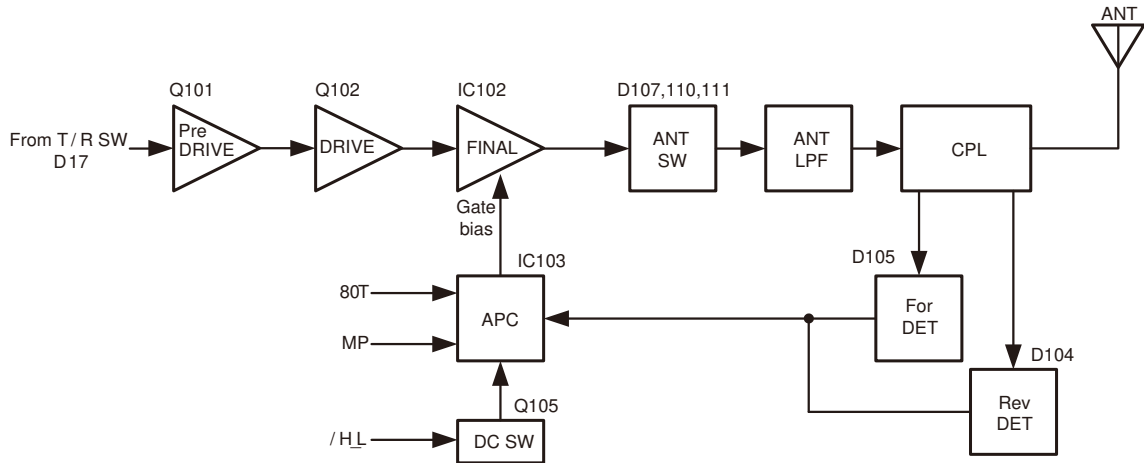 ANT
Q101
Q102
IC102
D107,110,111
From T / R SW
D17
Pre
DRIVE
DRIVE
FINAL
ANT
SW
ANT
LPF
CPL
Gate
bias
IC103
D105
80T
MP
APC
For
DET
D104
Q105
/ H_L
DC SW
Rev
DET